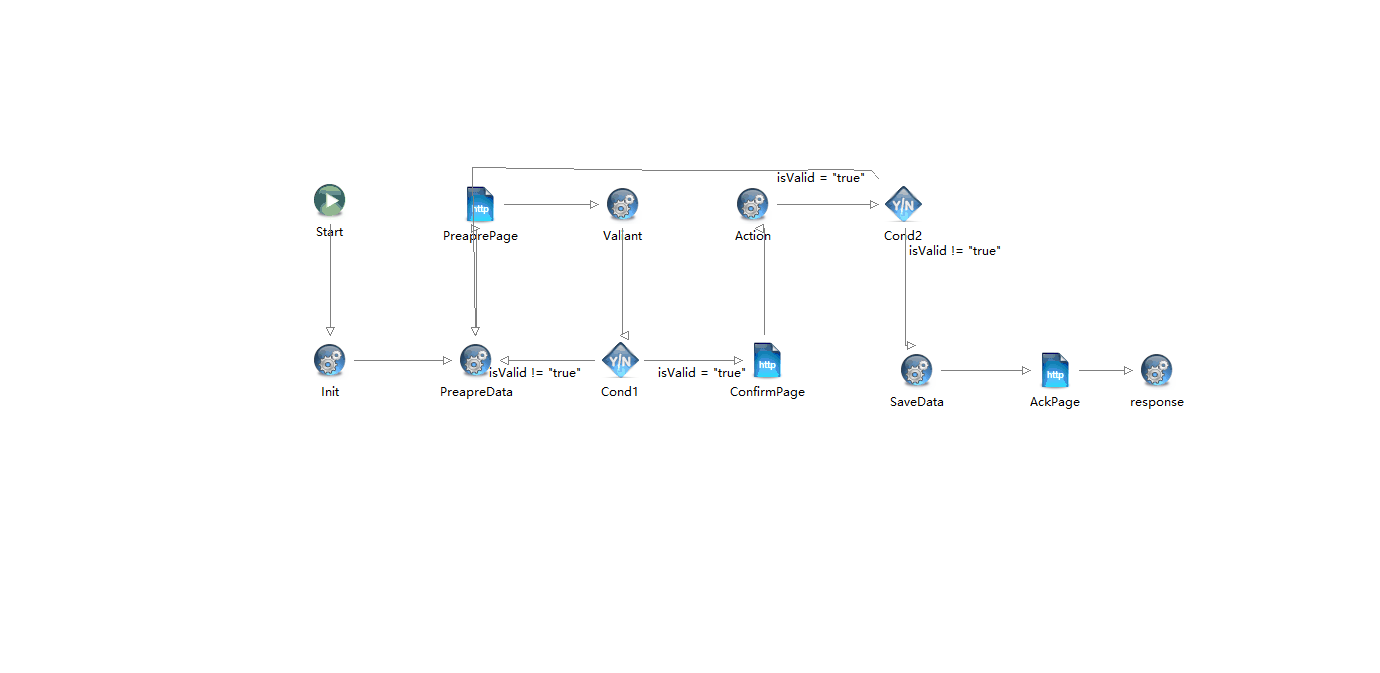 isValid = "true"
http
Y/N
Start
PreaprePage
Valiant
Action
Cond2
isValid != "true"
Y/N
http
http
isValid != "true"
isValid = "true"
Init
PreapreData
Cond1
ConfirmPage
SaveData
AckPage
response